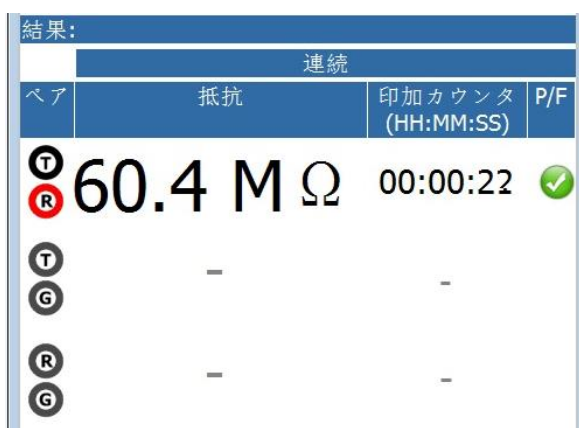 結果:
連続
ペア 抵抗 印加カウンタ P/F
(HH:MM:SS)
T
R 60.4 M Ω 00:00:22
T
G - -
R
G - -